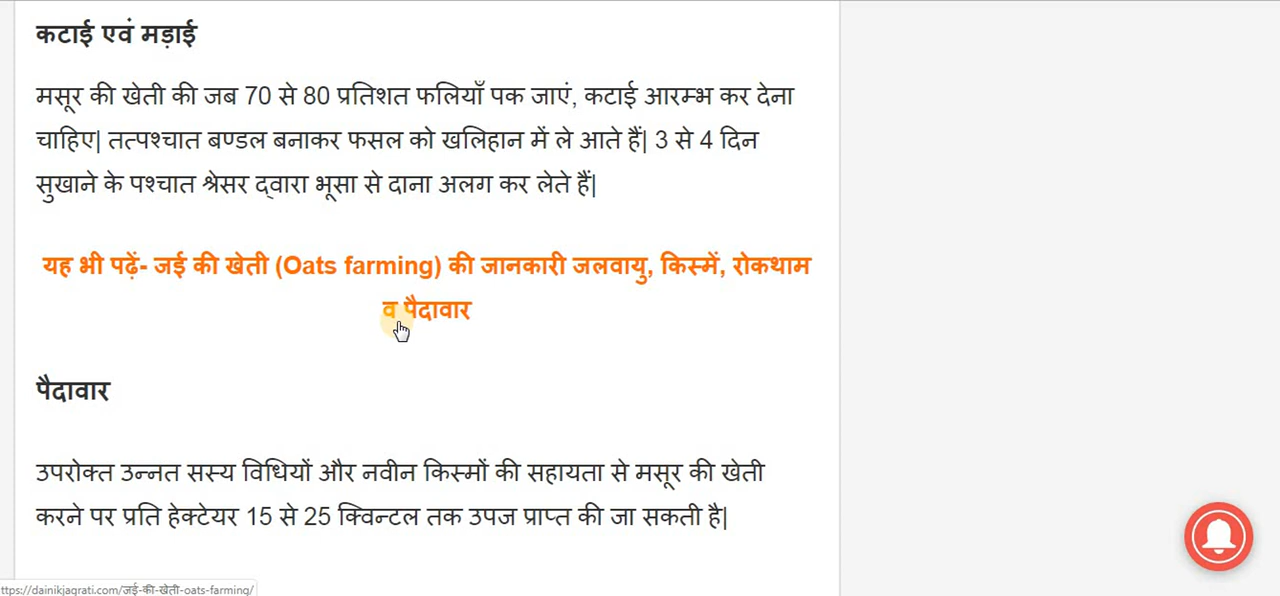 कटाई एवं मड़ाई
मसूर की खेती की जब 70 से 80 प्रतिशत फलियाँ पक जाएं, कटाई आरम्भ कर देना
चाहिए| तत्पश्चात बण्डल बनाकर फसल को खलिहान में ले आते हैं| 3 से 4 दिन
सुखाने के पश्चात श्रेसर द्वारा भूसा से दाना अलग कर लेते हैं|
यह भी पढ़ें- जई की खेती (Oats farming) की जानकारी जलवायु, किस्में, रोकथाम
व पैदावार
पैदावार
उपरोक्त उन्नत सस्य विधियों और नवीन किस्मों की सहायता से मसूर की खेती
करने पर प्रति हेक्टेयर 15 से 25 क्विन्टल तक उपज प्राप्त की जा सकती है|
ttps://dainikjagrati.com/जई-की-खेती-oats-farming/